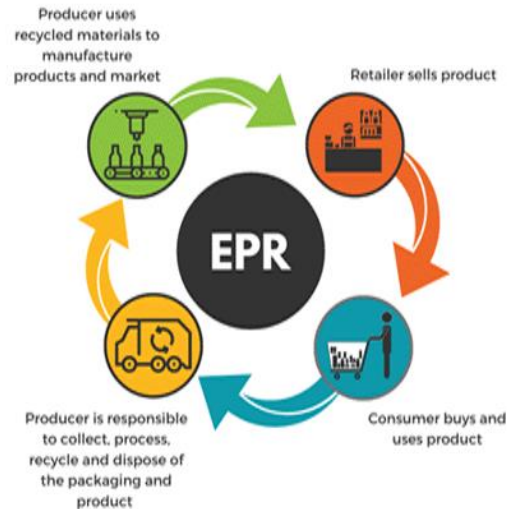 Producer uses
recycled materials to
manufacture
products and market
Retailer sells product
EPR
Producer is responsible
to collect, process,
recycle and dispose of
the packaging and
product
Consumer buys and
uses product